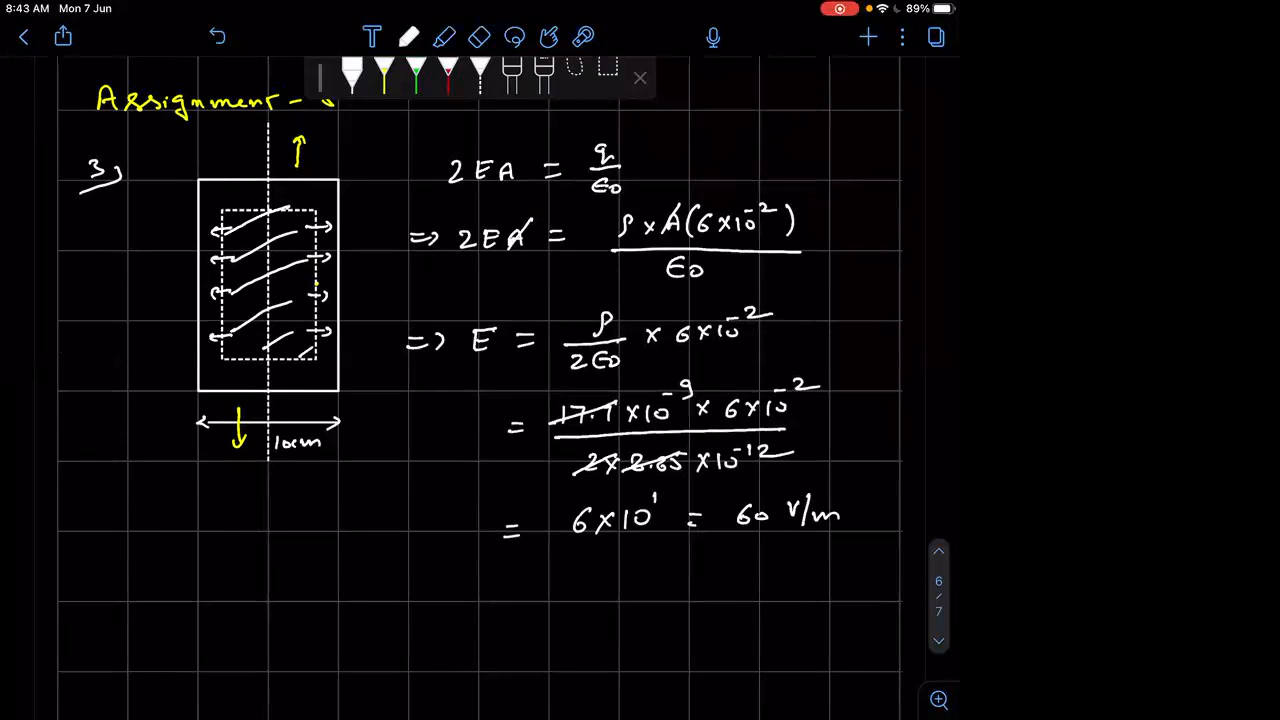 8:43 AM Mon 7 Jun
89%
Assignment -
3)
2EA = q/ϵ0
=> 2EA = ρ × A(6×10⁻²)/ϵ0
=> E = ρ/2ϵ0 × 6×10⁻²
= 17.7×10⁻⁹ × 6×10⁻²/2×8.85×10⁻¹²
= 6×10¹ = 60 V/m
10cm
6/7